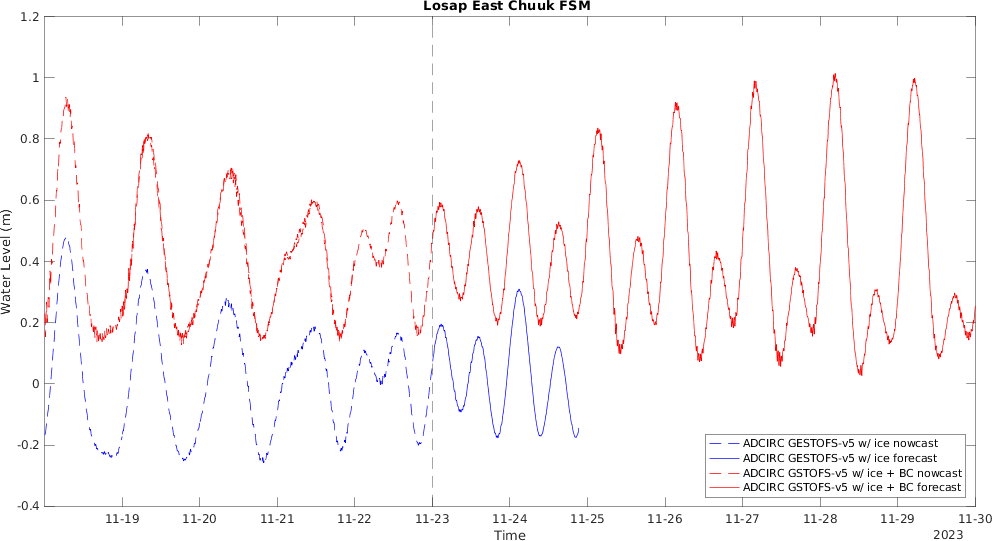 Losap East Chuuk FSM
1.2
1
0.8
0.6
0.4
0.2
0
-0.2
-0.4
Water Level (m)
ADCIRC GESTOFS-v5 w/ ice nowcast
ADCIRC GESTOFS-v5 w/ ice forecast
ADCIRC GSTOFS-v5 w/ ice + BC nowcast
ADCIRC GSTOFS-v5 w/ ice + BC forecast
11-19 11-20 11-21 11-22 11-23 11-24 11-25 11-26 11-27 11-28 11-29 11-30
Time
2023